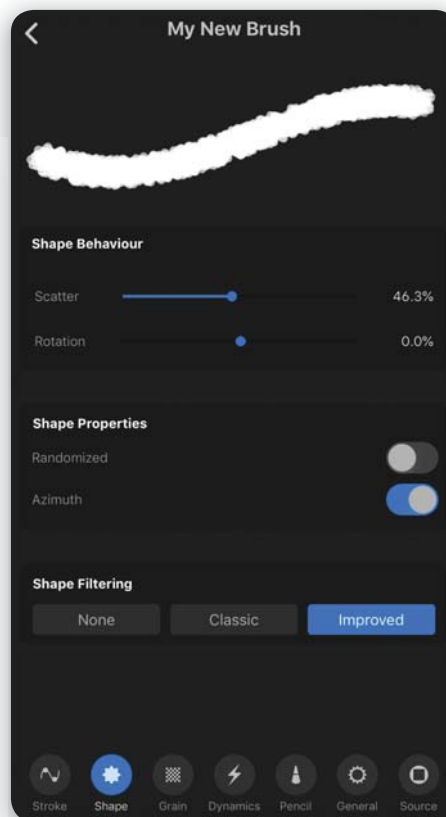 My New Brush
Shape Behaviour
Scatter 46.3%
Rotation 0.0%
Shape Properties
Randomized
Azimuth
Shape Filtering
None Classic Improved
Stroke Shape Grain Dynamics Pencil General Source